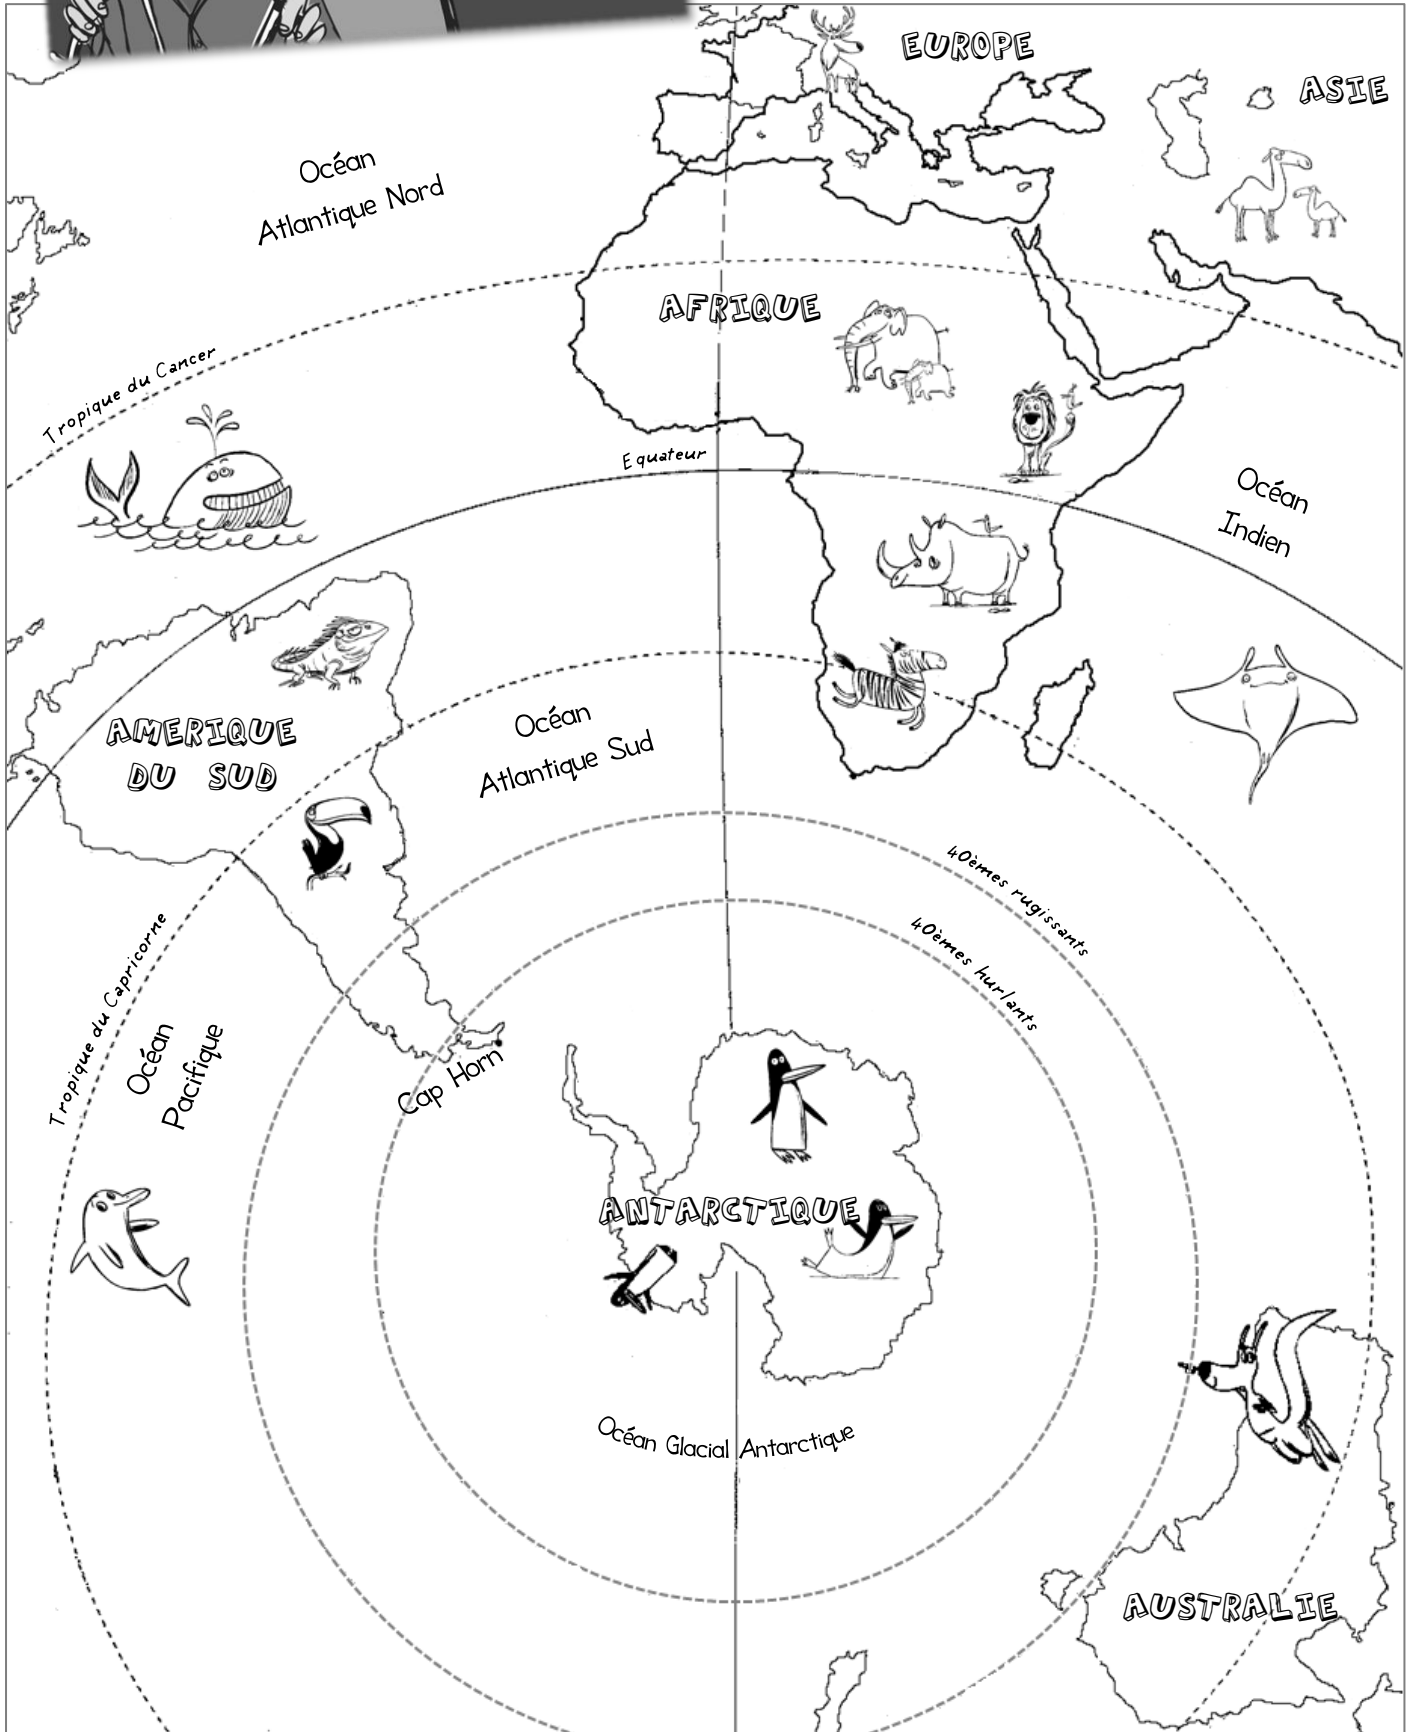 EUROPE
ASIE
Océan
Atlantique Nord
AFRIQUE
Tropique du Cancer
Equateur
Océan
Indien
AMERIQUE
DU SUD
Océan
Atlantique Sud
40èmes rugissants
40èmes hurlants
Tropique du Capricorne
Océan
Pacifique
Cap Horn
ANTARCTIQUE
Océan Glacial Antarctique
AUSTRALIE